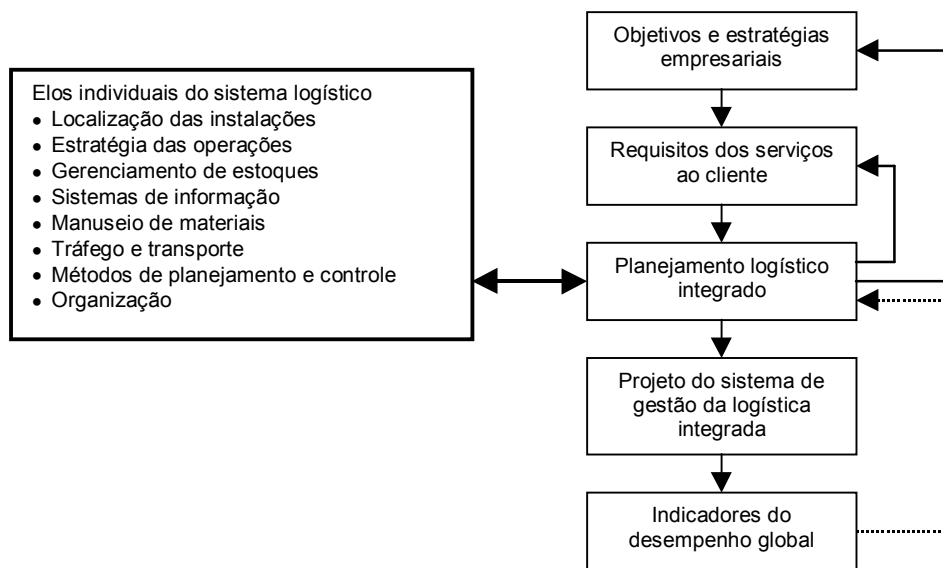 Objetivos e estratégias
empresariais
Elos individuais do sistema logístico
• Localização das instalações
• Estratégia das operações
• Gerenciamento de estoques
• Sistemas de informação
• Manuseio de materiais
• Tráfego e transporte
• Métodos de planejamento e controle
• Organização
Requisitos dos serviços
ao cliente
Planejamento logístico
integrado
Projeto do sistema de
gestão da logística
integrada
Indicadores do
desempenho global